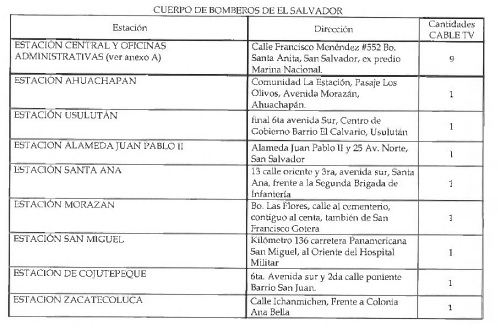 CUERPO DE BOMBEROS DE EL SALVADOR
Estación
Dirección
Cantidades
CABLE TV
ESTACIÓN CENTRAL Y OFICINAS
ADMINISTRATIVAS (ver anexo A)
Calle Francisco Menéndez #552 Bo.
Santa Anita, San Salvador, ex predio
Marina Nacional.
9
ESTACION AHUACHAPAN
Comunidad La Estación, Pasaje Los
Olivos, Avenida Morazán,
Ahuachapán.
1
ESTACIÓN USULUTÁN
final 6ta avenida Sur, Centro de
Gobierno Barrio El Calvario, Usulután
1
ESTACION ALAMEDA JUAN PABLO II
Alameda Juan Pablo II y 25 Av. Norte,
San Salvador
1
ESTACIÓN SANTA ANA
13 calle oriente y 3ra, avenida sur, Santa
Ana, frente a la Segunda Brigada de
Infantería
1
ESTACIÓN MORAZAN
Bo. Las Flores, calle al cementerio,
contiguo al centa, también de San
Francisco Gotera
1
ESTACIÓN SAN MIGUEL
Kilómetro 136 carretera Panamericana
San Miguel, al Oriente del Hospital
Militar
1
ESTACIÓN DE COJUTEPEQUE
6ta. Avenida sur y 2da calle poniente
Barrio San Juan.
1
ESTACION ZACATECOLUCA
Calle Ichanmichen, Frente a Colonia
Ana Bella
1